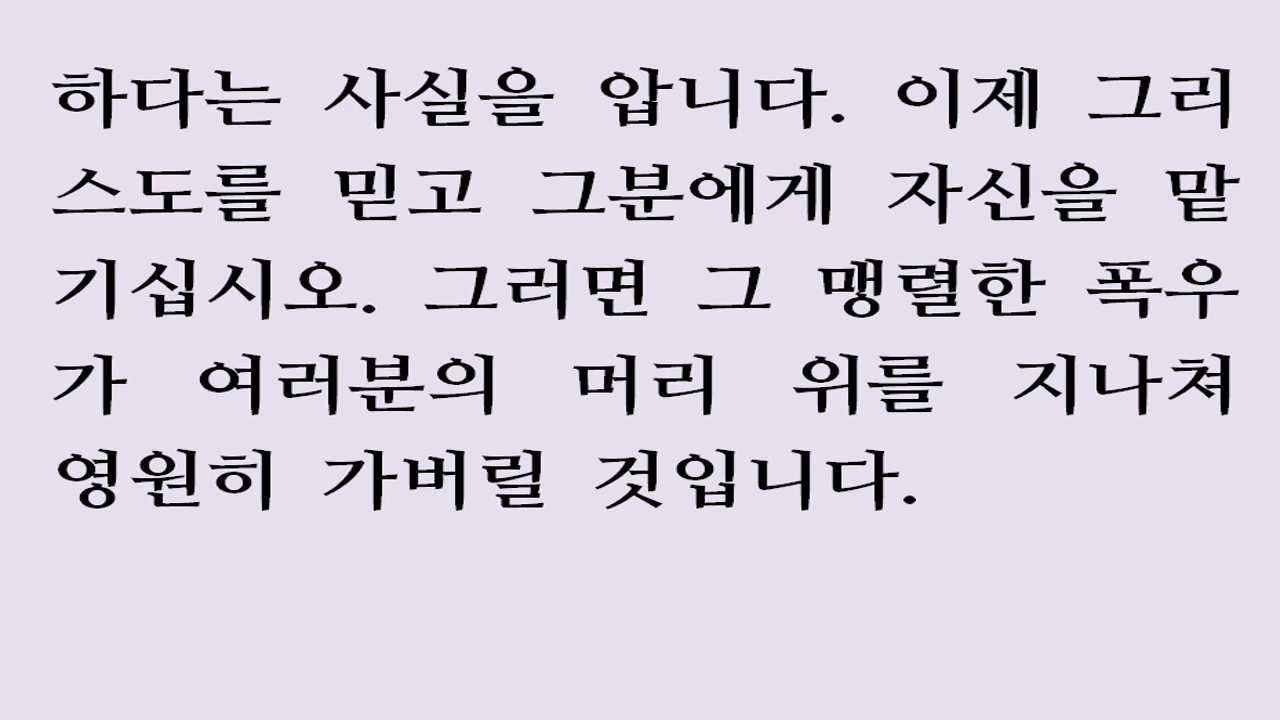 하다는 사실을 압니다. 이제 그리
스도를 믿고 그분에게 자신을 맡
기십시오. 그러면 그 맹렬한 폭우
가 여러분의 머리 위를 지나쳐
영원히 가버릴 것입니다.